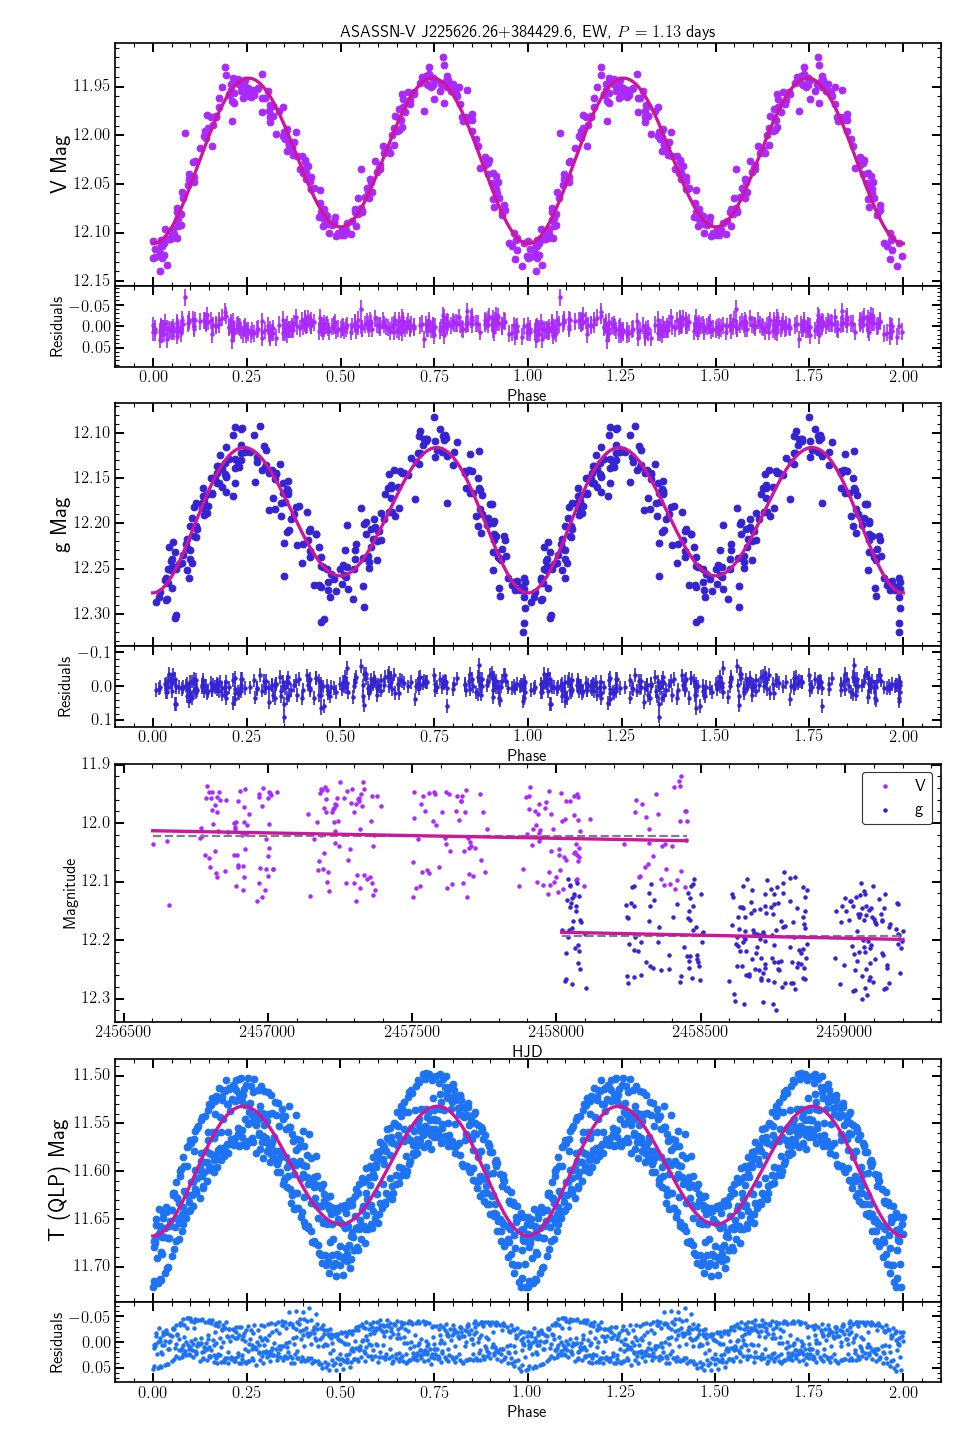 ASASSN-V J225626.26+384429.6, EW, P = 1.13 days
V Mag
11.95
12.00
12.05
12.10
12.15
Residuals
−0.05
0.00
0.05
0.00 0.25 0.50 0.75 1.00 1.25 1.50 1.75 2.00
Phase
g Mag
12.10
12.15
12.20
12.25
12.30
Residuals
−0.1
0.0
0.1
0.00 0.25 0.50 0.75 1.00 1.25 1.50 1.75 2.00
Phase
Magnitude
11.9
12.0
12.1
12.2
12.3
V
g
2456500 2457000 2457500 2458000 2458500 2459000
HJD
T (QLP) Mag
11.50
11.55
11.60
11.65
11.70
Residuals
−0.05
0.00
0.05
0.00 0.25 0.50 0.75 1.00 1.25 1.50 1.75 2.00
Phase